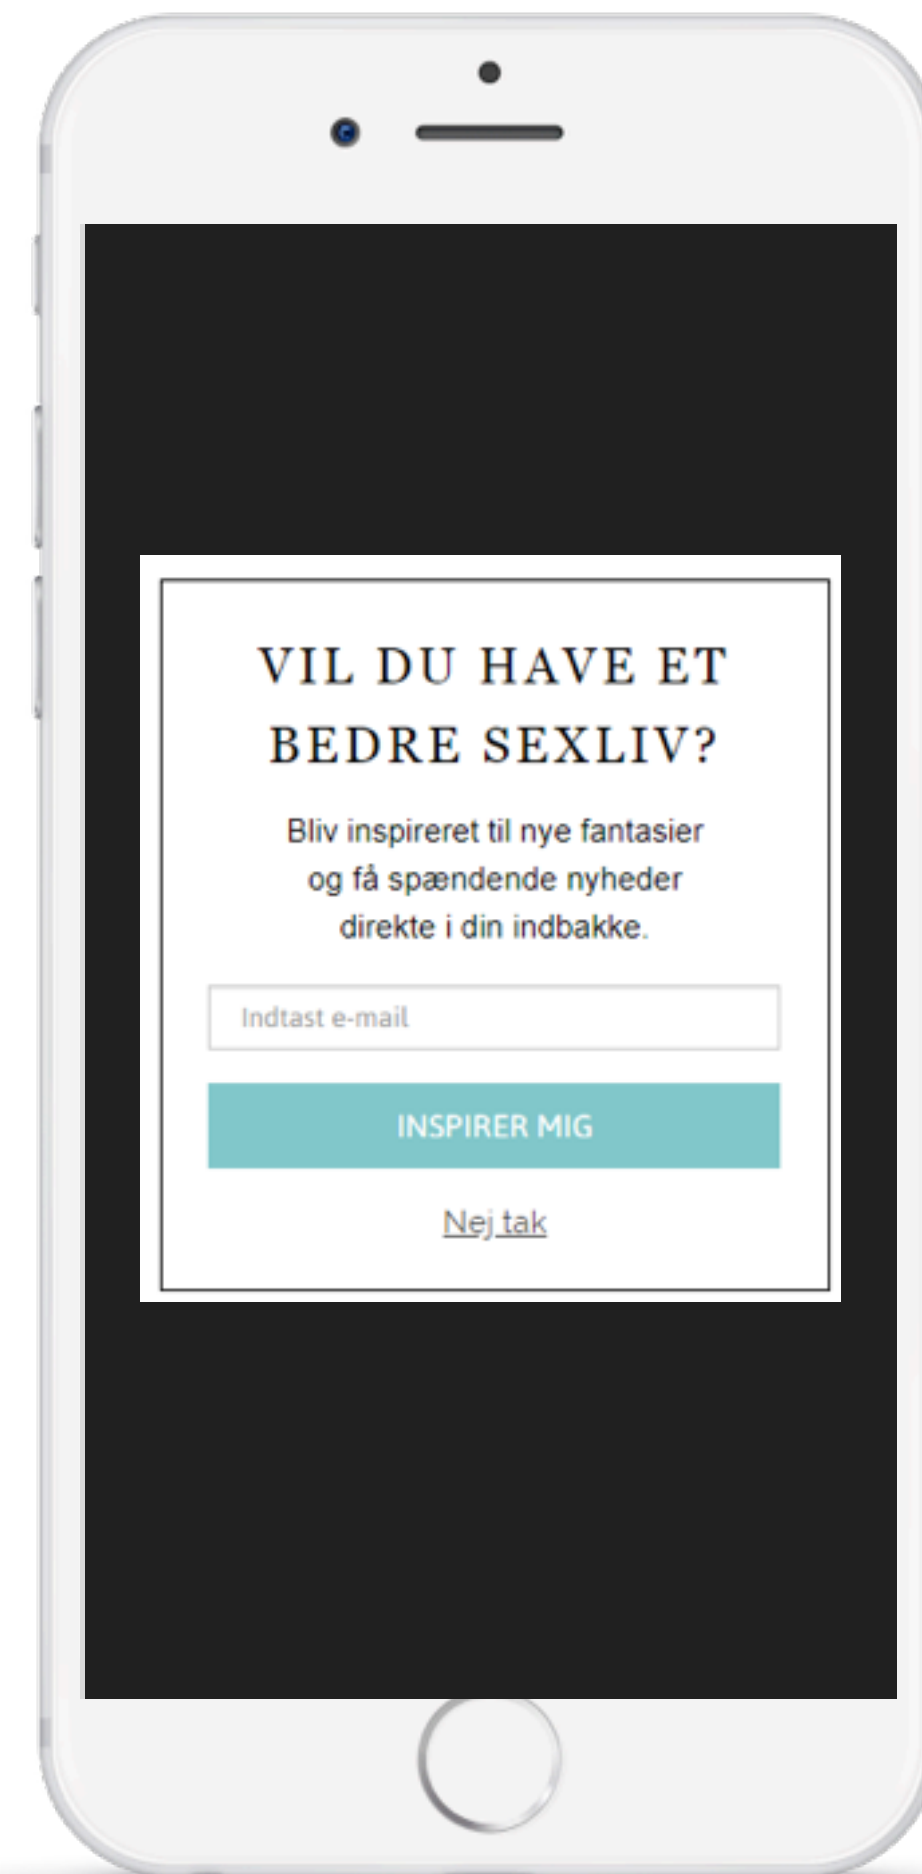 VIL DU HAVE ET
BEDRE SEXLIV?
Bliv inspireret til nye fantasier
og få spændende nyheder
direkte i din indbakke.
Indtast e-mail
INSPIRER MIG
Nej tak